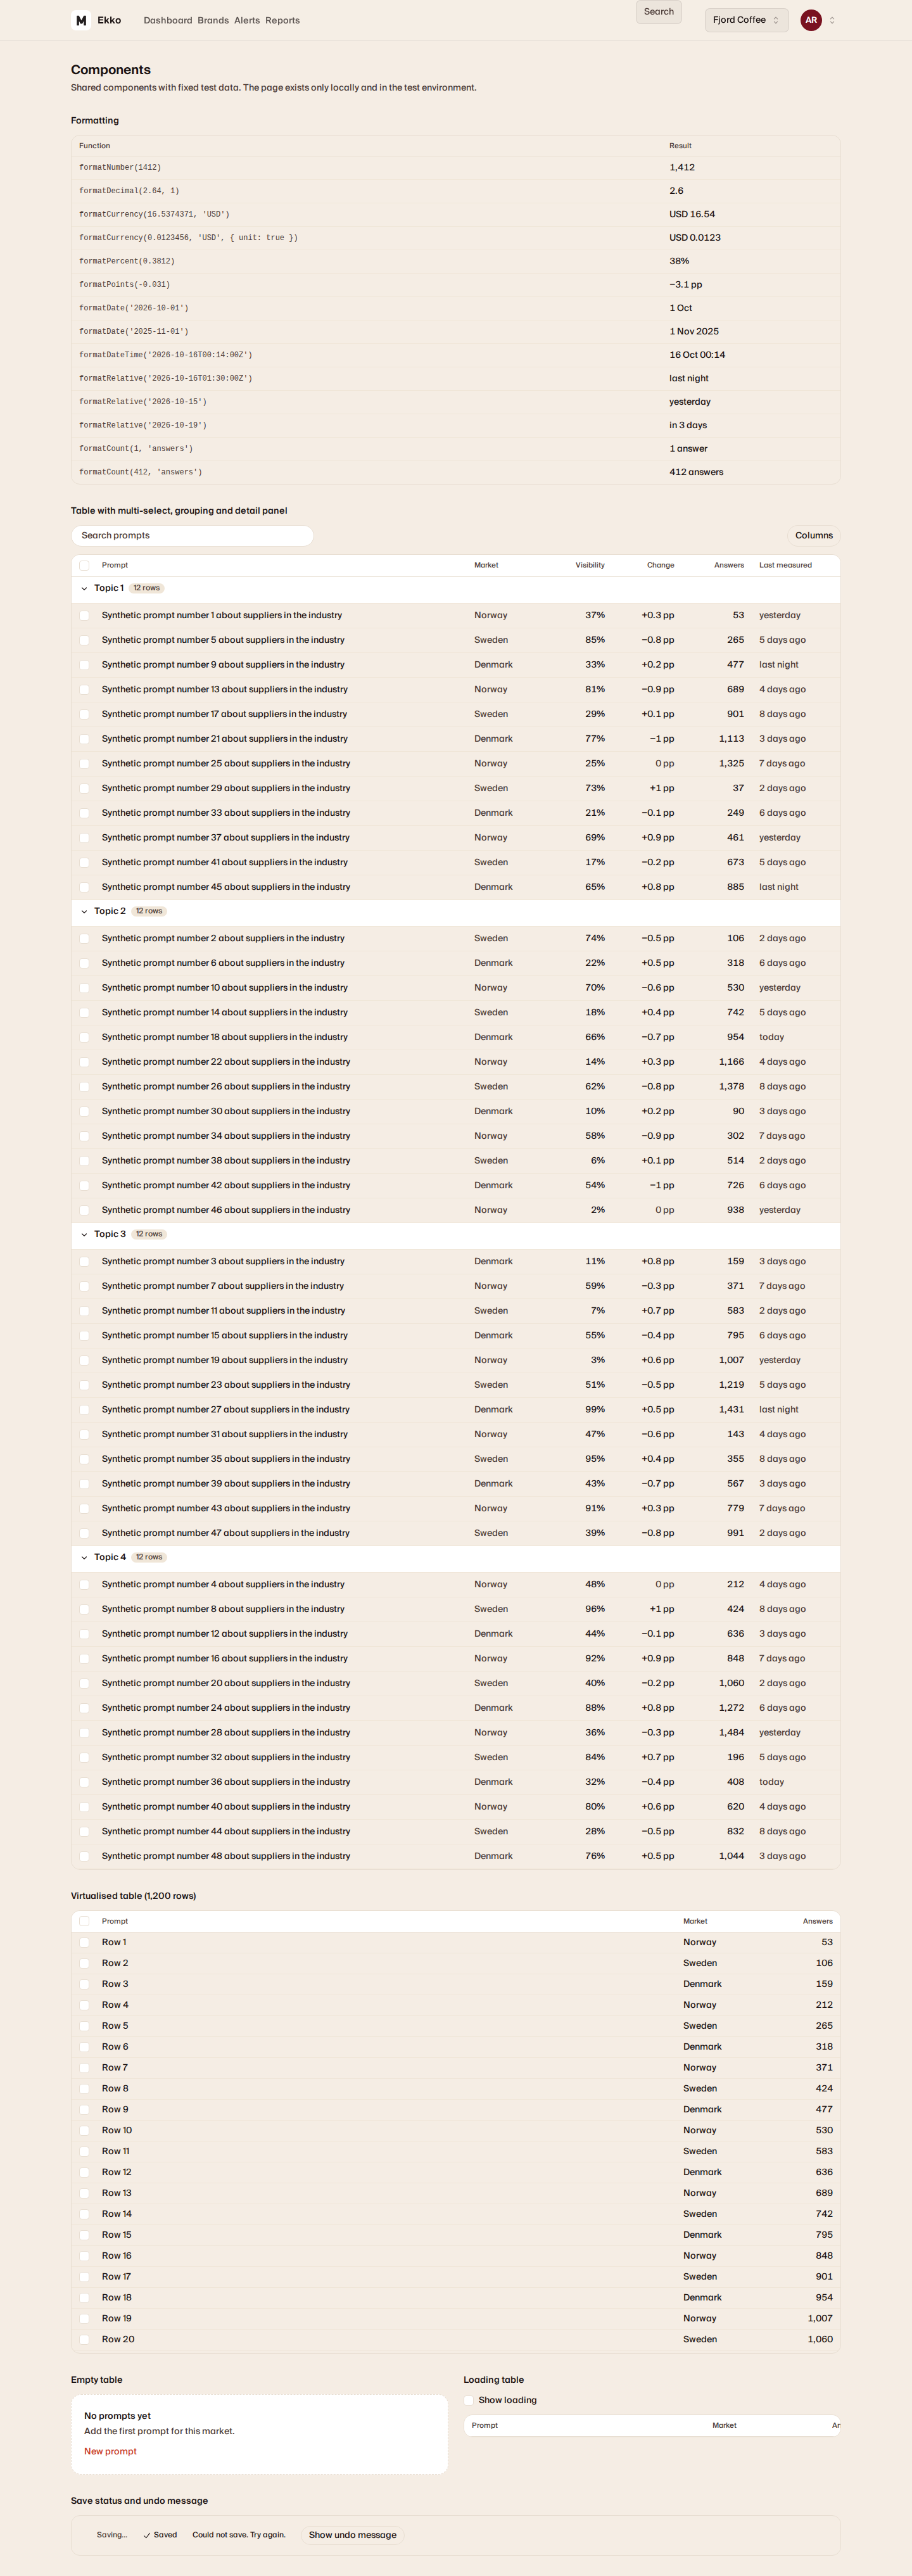 M Ekko Dashboard Brands Alerts Reports Search Fjord Coffee AR
Components
Shared components with fixed test data. The page exists only locally and in the test environment.
Formatting
Function Result
formatNumber(1412) 1,412
formatDecimal(2.64, 1) 2.6
formatCurrency(16.5374371, 'USD') USD 16.54
formatCurrency(0.0123456, 'USD', { unit: true }) USD 0.0123
formatPercent(0.3812) 38%
formatPoints(-0.031) −3.1 pp
formatDate('2026-10-01') 1 Oct
formatDate('2025-11-01') 1 Nov 2025
formatDateTime('2026-10-16T00:14:00Z') 16 Oct 00:14
formatRelative('2026-10-16T01:30:00Z') last night
formatRelative('2026-10-15') yesterday
formatRelative('2026-10-19') in 3 days
formatCount(1, 'answers') 1 answer
formatCount(412, 'answers') 412 answers
Table with multi-select, grouping and detail panel
Search prompts Columns
Prompt Market Visibility Change Answers Last measured
Topic 1 12 rows
Synthetic prompt number 1 about suppliers in the industry Norway 37% +0.3 pp 53 yesterday
Synthetic prompt number 5 about suppliers in the industry Sweden 85% −0.8 pp 265 5 days ago
Synthetic prompt number 9 about suppliers in the industry Denmark 33% +0.2 pp 477 last night
Synthetic prompt number 13 about suppliers in the industry Norway 81% −0.9 pp 689 4 days ago
Synthetic prompt number 17 about suppliers in the industry Sweden 29% +0.1 pp 901 8 days ago
Synthetic prompt number 21 about suppliers in the industry Denmark 77% −1 pp 1,113 3 days ago
Synthetic prompt number 25 about suppliers in the industry Norway 25% 0 pp 1,325 7 days ago
Synthetic prompt number 29 about suppliers in the industry Sweden 73% +1 pp 37 2 days ago
Synthetic prompt number 33 about suppliers in the industry Denmark 21% −0.1 pp 249 6 days ago
Synthetic prompt number 37 about suppliers in the industry Norway 69% +0.9 pp 461 yesterday
Synthetic prompt number 41 about suppliers in the industry Sweden 17% −0.2 pp 673 5 days ago
Synthetic prompt number 45 about suppliers in the industry Denmark 65% +0.8 pp 885 last night
Topic 2 12 rows
Synthetic prompt number 2 about suppliers in the industry Sweden 74% −0.5 pp 106 2 days ago
Synthetic prompt number 6 about suppliers in the industry Denmark 22% +0.5 pp 318 6 days ago
Synthetic prompt number 10 about suppliers in the industry Norway 70% −0.6 pp 530 yesterday
Synthetic prompt number 14 about suppliers in the industry Sweden 18% +0.4 pp 742 5 days ago
Synthetic prompt number 18 about suppliers in the industry Denmark 66% −0.7 pp 954 today
Synthetic prompt number 22 about suppliers in the industry Norway 14% +0.3 pp 1,166 4 days ago
Synthetic prompt number 26 about suppliers in the industry Sweden 62% −0.8 pp 1,378 8 days ago
Synthetic prompt number 30 about suppliers in the industry Denmark 10% +0.2 pp 90 3 days ago
Synthetic prompt number 34 about suppliers in the industry Norway 58% −0.9 pp 302 7 days ago
Synthetic prompt number 38 about suppliers in the industry Sweden 6% +0.1 pp 514 2 days ago
Synthetic prompt number 42 about suppliers in the industry Denmark 54% −1 pp 726 6 days ago
Synthetic prompt number 46 about suppliers in the industry Norway 2% 0 pp 938 yesterday
Topic 3 12 rows
Synthetic prompt number 3 about suppliers in the industry Denmark 11% +0.8 pp 159 3 days ago
Synthetic prompt number 7 about suppliers in the industry Norway 59% −0.3 pp 371 7 days ago
Synthetic prompt number 11 about suppliers in the industry Sweden 7% +0.7 pp 583 2 days ago
Synthetic prompt number 15 about suppliers in the industry Denmark 55% −0.4 pp 795 6 days ago
Synthetic prompt number 19 about suppliers in the industry Norway 3% +0.6 pp 1,007 yesterday
Synthetic prompt number 23 about suppliers in the industry Sweden 51% −0.5 pp 1,219 5 days ago
Synthetic prompt number 27 about suppliers in the industry Denmark 99% +0.5 pp 1,431 last night
Synthetic prompt number 31 about suppliers in the industry Norway 47% −0.6 pp 143 4 days ago
Synthetic prompt number 35 about suppliers in the industry Sweden 95% +0.4 pp 355 8 days ago
Synthetic prompt number 39 about suppliers in the industry Denmark 43% −0.7 pp 567 3 days ago
Synthetic prompt number 43 about suppliers in the industry Norway 91% +0.3 pp 779 7 days ago
Synthetic prompt number 47 about suppliers in the industry Sweden 39% −0.8 pp 991 2 days ago
Topic 4 12 rows
Synthetic prompt number 4 about suppliers in the industry Norway 48% 0 pp 212 4 days ago
Synthetic prompt number 8 about suppliers in the industry Sweden 96% +1 pp 424 8 days ago
Synthetic prompt number 12 about suppliers in the industry Denmark 44% −0.1 pp 636 3 days ago
Synthetic prompt number 16 about suppliers in the industry Norway 92% +0.9 pp 848 7 days ago
Synthetic prompt number 20 about suppliers in the industry Sweden 40% −0.2 pp 1,060 2 days ago
Synthetic prompt number 24 about suppliers in the industry Denmark 88% +0.8 pp 1,272 6 days ago
Synthetic prompt number 28 about suppliers in the industry Norway 36% −0.3 pp 1,484 yesterday
Synthetic prompt number 32 about suppliers in the industry Sweden 84% +0.7 pp 196 5 days ago
Synthetic prompt number 36 about suppliers in the industry Denmark 32% −0.4 pp 408 today
Synthetic prompt number 40 about suppliers in the industry Norway 80% +0.6 pp 620 4 days ago
Synthetic prompt number 44 about suppliers in the industry Sweden 28% −0.5 pp 832 8 days ago
Synthetic prompt number 48 about suppliers in the industry Denmark 76% +0.5 pp 1,044 3 days ago
Virtualised table (1,200 rows)
Prompt Market Answers
Row 1 Norway 53
Row 2 Sweden 106
Row 3 Denmark 159
Row 4 Norway 212
Row 5 Sweden 265
Row 6 Denmark 318
Row 7 Norway 371
Row 8 Sweden 424
Row 9 Denmark 477
Row 10 Norway 530
Row 11 Sweden 583
Row 12 Denmark 636
Row 13 Norway 689
Row 14 Sweden 742
Row 15 Denmark 795
Row 16 Norway 848
Row 17 Sweden 901
Row 18 Denmark 954
Row 19 Norway 1,007
Row 20 Sweden 1,060
Empty table
No prompts yet
Add the first prompt for this market.
New prompt
Loading table
Show loading
Prompt Market An
Save status and undo message
Saving… Saved Could not save. Try again. Show undo message